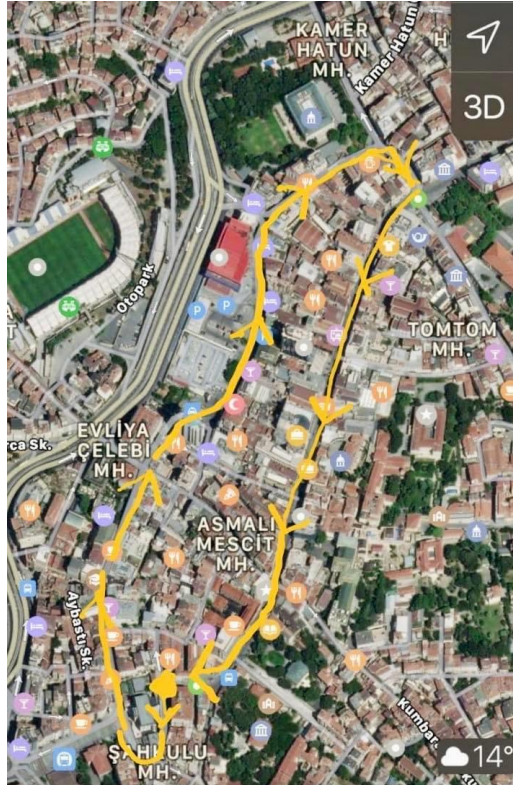 KAMER
HATUN
MH.
Kamer Hatun
H
3D
Otopark
P
P
T
TOMTOM
MH.
EVLİYA
ÇELEBİ
MH.
rca Sk.
ASMALI
MESCİT
MH.
Aybastı Sk.
ŞAHKULU
MH.
Kumbar
14°